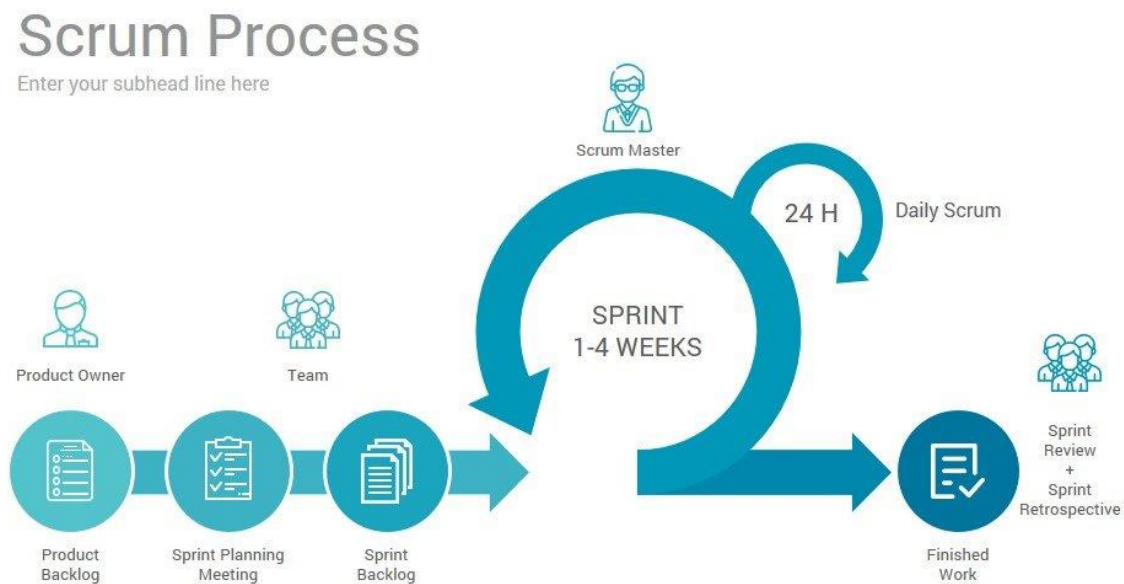 Scrum Process
Enter your subhead line here
Scrum Master
24 H
Daily Scrum
SPRINT
1-4 WEEKS
Product Owner
Team
Sprint
Review
+
Sprint
Retrospective
Product
Backlog
Sprint Planning
Meeting
Sprint
Backlog
Finished
Work